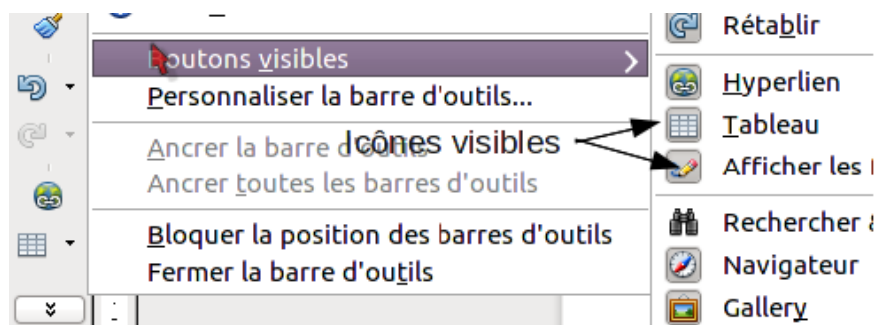 Boutons visibles
Personnaliser la barre d'outils...
Ancrer la barre d'outils
Ancrer toutes les barres d'outils
Bloquer la position des barres d'outils
Fermer la barre d'outils
Icônes visibles
Rétablir
Hyperlien
Tableau
Afficher les
Rechercher
Navigateur
Gallery